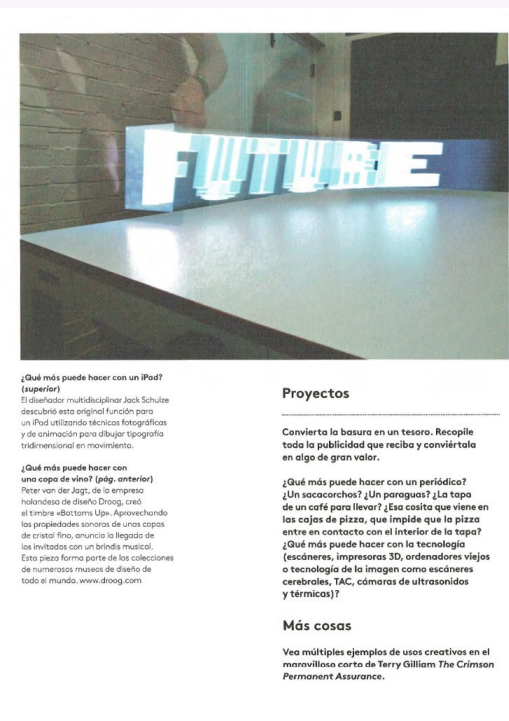 FUTURE
¿Qué más puede hacer con un iPad?
(superior)
El diseñador multidisciplinar Jack Schulze
descubrió esta original función para
un iPad utilizando técnicas fotográficas
y de animación para dibujar tipografía
tridimensional en movimiento.
¿Qué más puede hacer con
una copa de vino? (pág. anterior)
Peter van der Jagt, de la empresa
holandesa de diseño Droog, creó
el timbre «Bottoms Up». Aprovechando
las propiedades sonoras de unas copas
de cristal fino, anuncia la llegada de
los invitados con un brindis musical.
Esta pieza forma parte de las colecciones
de numerosos museos de diseño de
todo el mundo. www.droog.com
Proyectos
Convierta la basura en un tesoro. Recopile
toda la publicidad que reciba y conviértala
en algo de gran valor.
¿Qué más puede hacer con un periódico?
¿Un sacacorchos? ¿Un paraguas? ¿La tapa
de un café para llevar? ¿Esa cosita que viene en
las cajas de pizza, que impide que la pizza
entre en contacto con el interior de la tapa?
¿Qué más puede hacer con la tecnología
(escáneres, impresoras 3D, ordenadores viejos
o tecnología de la imagen como escáneres
cerebrales, TAC, cámaras de ultrasonidos
y térmicas)?
Más cosas
Vea múltiples ejemplos de usos creativos en el
maravilloso corto de Terry Gilliam The Crimson
Permanent Assurance.